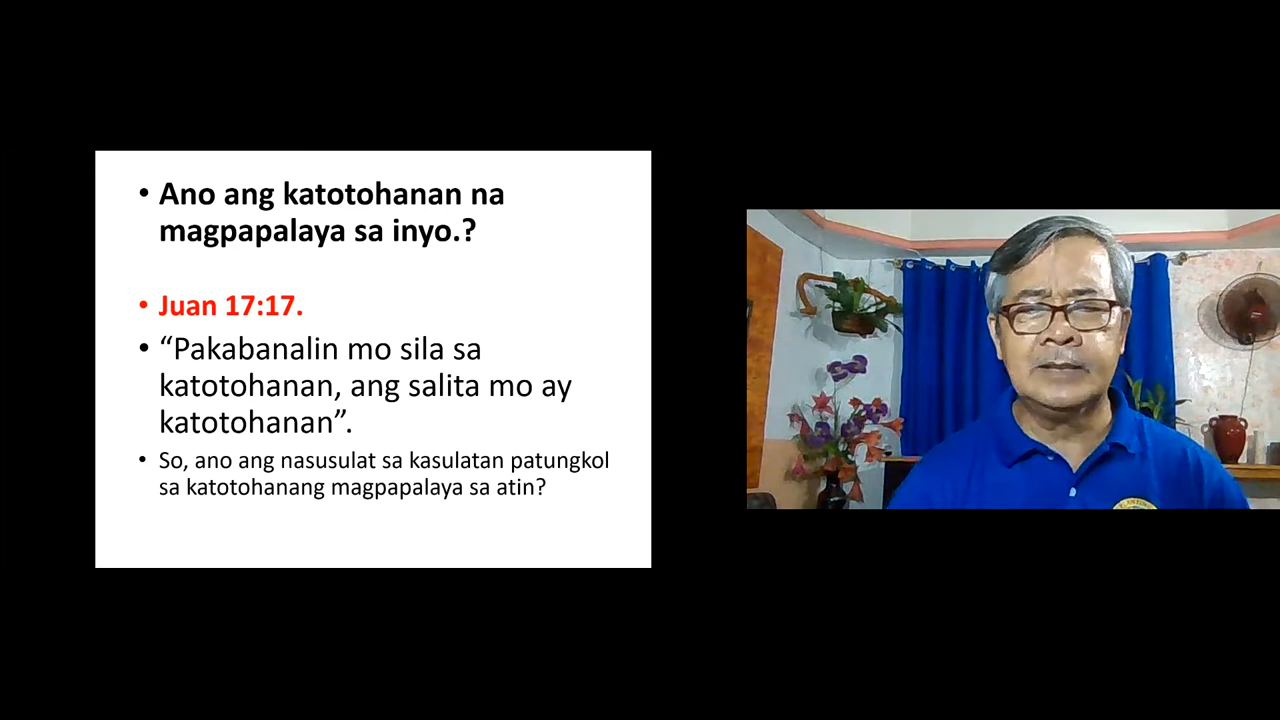 • Ano ang katotohanan na
magpapalaya sa inyo.?
• Juan 17:17.
• “Pakabanalin mo sila sa
katotohanan, ang salita mo ay
katotohanan”.
• So, ano ang nasusulat sa kasulatan patungkol
sa katotohanang magpapalaya sa atin?